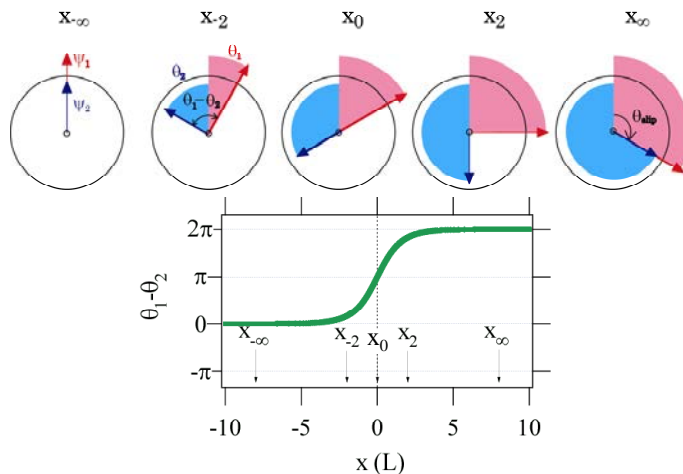 x-∞ x-2 x0 x2 x∞
ψ1
ψ2
θ2 θ1
θ1-θ2
θslip
2π
π
0
-π
θ1-θ2
x-∞ x-2 x0 x2 x∞
-10 -5 0 5 10
x (L)